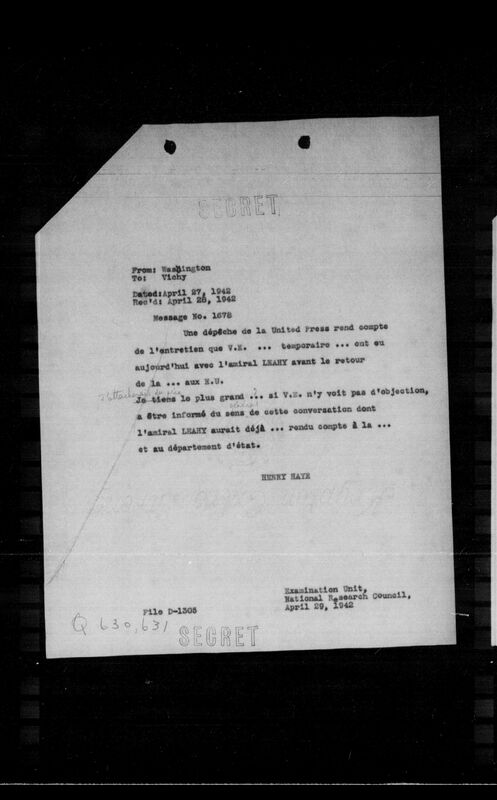 SECRET
From: Washington
To: Vichy
Dated:April 27, 1942
Rec'd: April 28, 1942
Message No. 1678
Une dépêche de la United Press rend compte
de l'entretien que V.E. ... temporaire ... ont eu
aujourd'hui avec l'amiral LEAHY avant le retour
de la ... aux E.U.
Je tiens le plus grand ... si V.E. n'y voit pas d'objection,
a être informé du sens de cette conversation dont
l'amiral LEAHY aurait déjà ... rendu compte à la ...
et au département d'état.
HENRY HAYE
Examination Unit,
National Research Council,
April 29, 1942
File D-1305
Q 630,631
SECRET